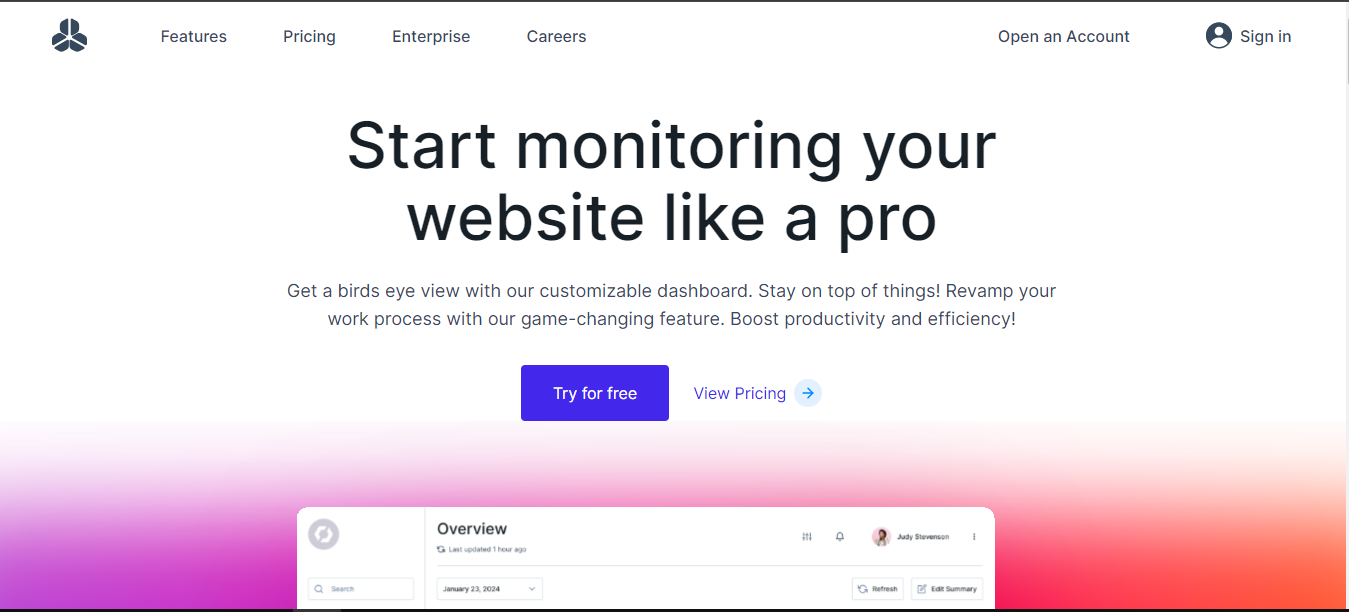 Features Pricing Enterprise Careers Open an Account Sign in
Start monitoring your
website like a pro
Get a birds eye view with our customizable dashboard. Stay on top of things! Revamp your
work process with our game-changing feature. Boost productivity and efficiency!
Try for free View Pricing
Overview
Last updated 1 hour ago
Judy Stevenson
Search
January 23, 2024
Refresh Edit Summary